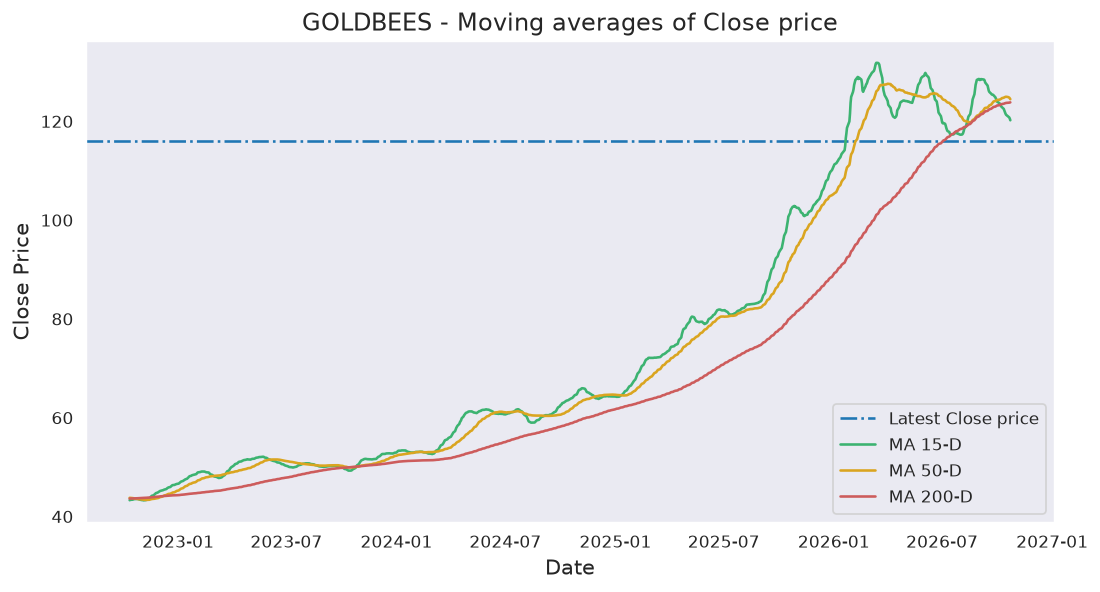 GOLDBEES - Moving averages of Close price
Close Price
120
100
80
60
40
Latest Close price
MA 15-D
MA 50-D
MA 200-D
2023-01 2023-07 2024-01 2024-07 2025-01 2025-07 2026-01 2026-07 2027-01
Date